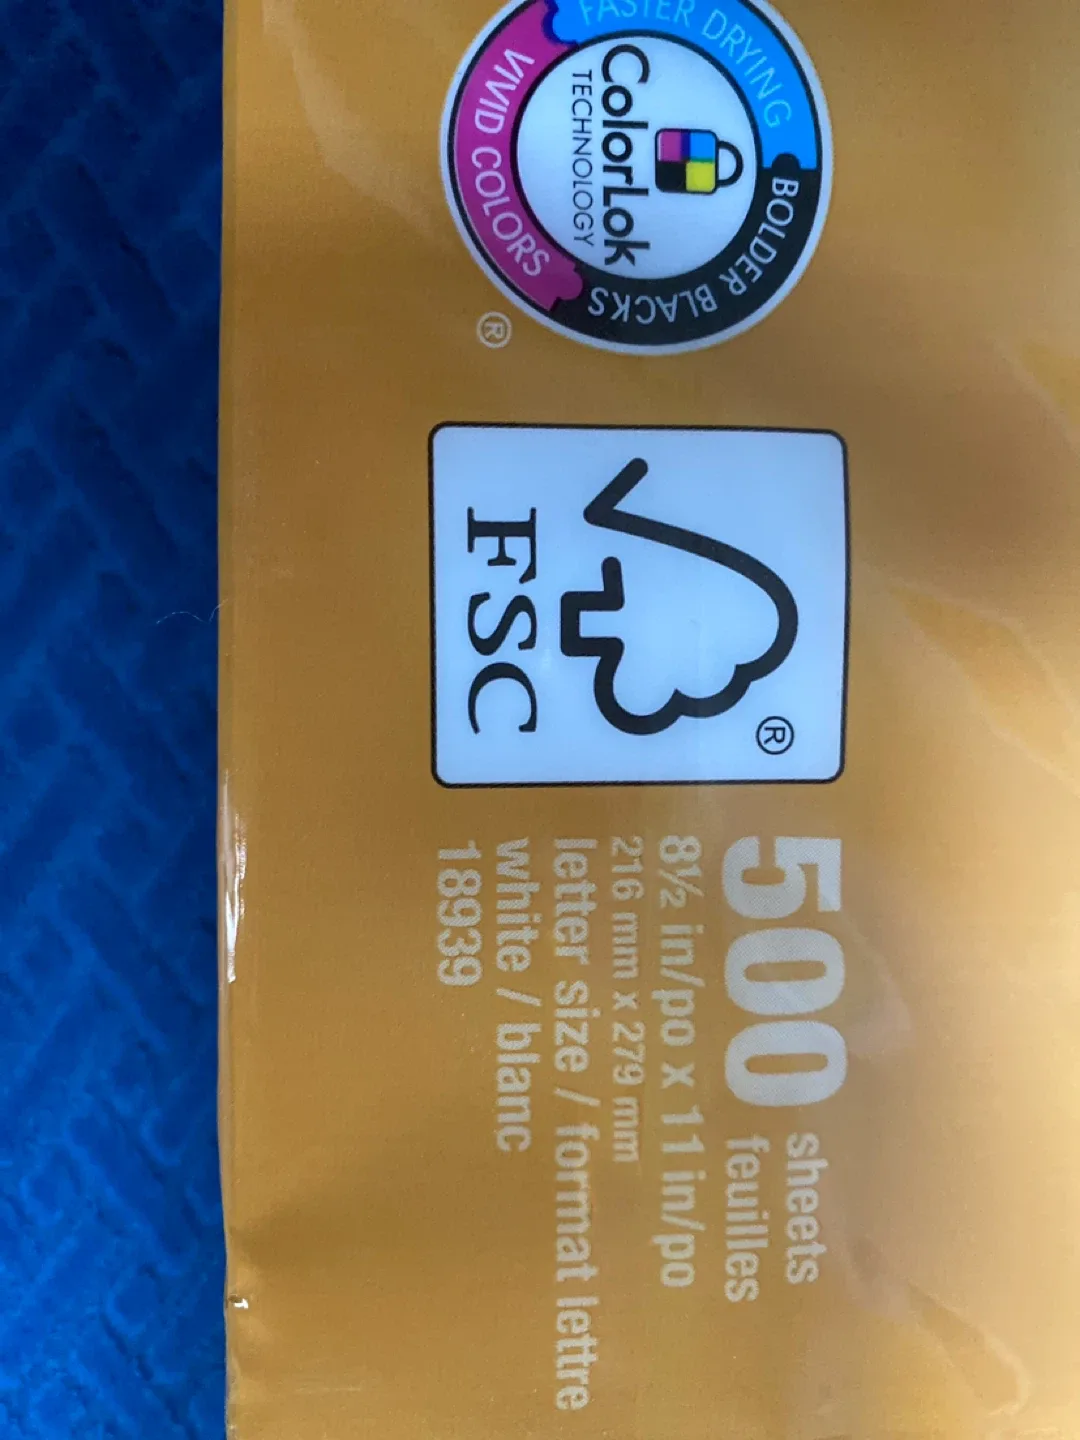 FASTER DRYING
BOLDER BLACKS
VIVID COLORS
ColorLok
TECHNOLOGY
®
®
FSC
500 sheets
feuilles
8½ in/po x 11 in/po
216 mm x 279 mm
letter size / format lettre
white / blanc
18939